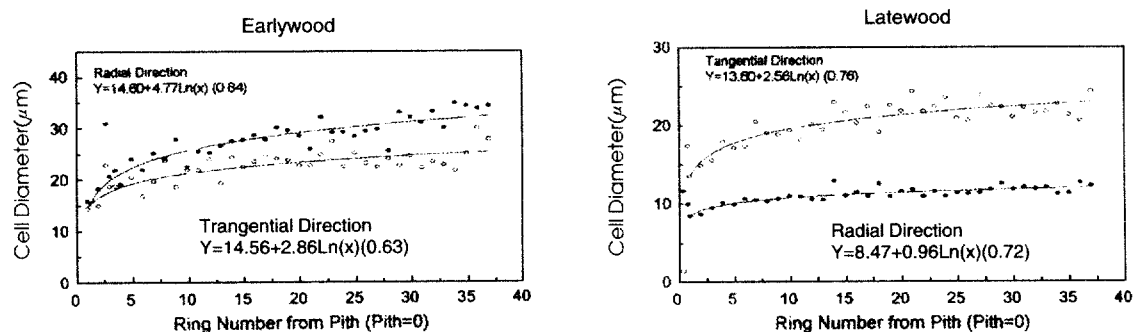 Earlywood
Cell Diameter(μm)
40
30
20
10
0
Radial Direction
Y=14.60+4.77Ln(x) (0.64)
Trangential Direction
Y=14.56+2.86Ln(x)(0.63)
0 5 10 15 20 25 30 35 40
Ring Number from Pith (Pith=0)
Latewood
Cell Diameter(μm)
30
20
10
0
Tangential Direction
Y=13.60+2.56Ln(x) (0.76)
Radial Direction
Y=8.47+0.96Ln(x)(0.72)
0 5 10 15 20 25 30 35 40
Ring Number from Pith (Pith=0)